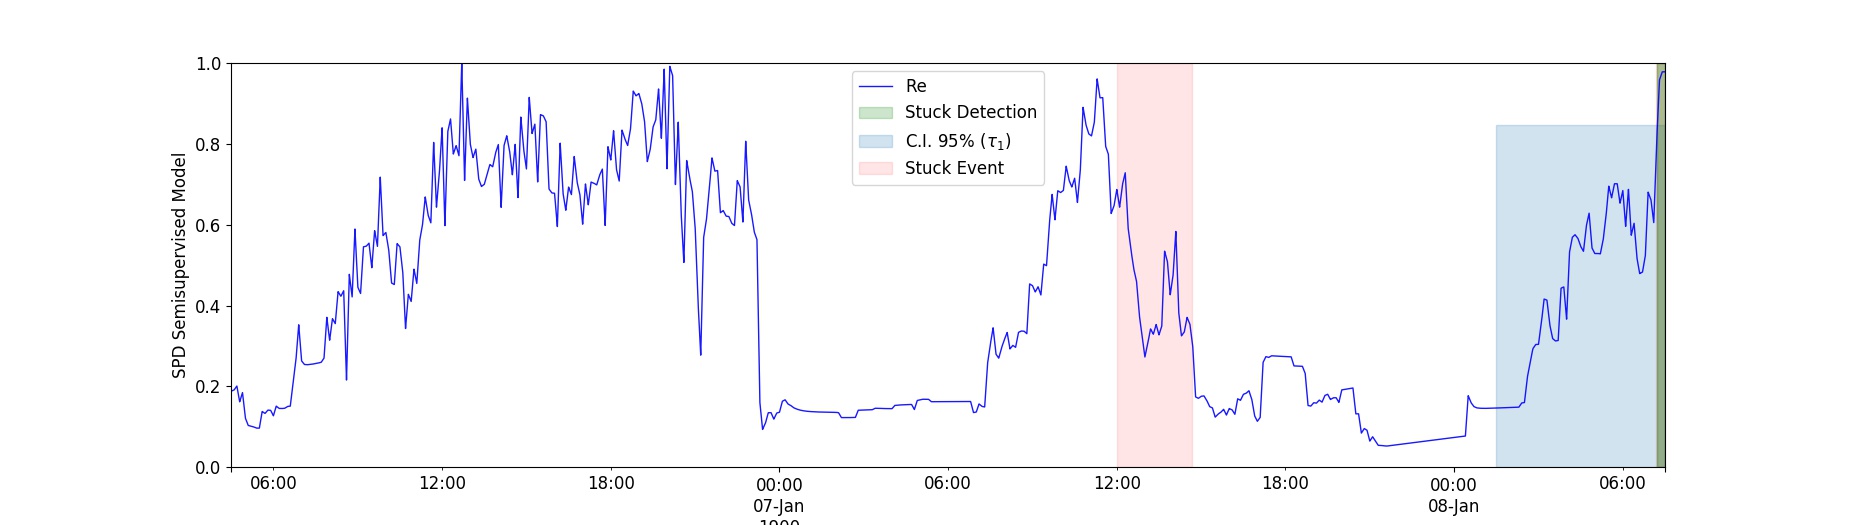 SPD Semisupervised Model
1.0
0.8
0.6
0.4
0.2
0.0
Re
Stuck Detection
C.I. 95% (τ₁)
Stuck Event
06:00 12:00 18:00 00:00 06:00 12:00 18:00 00:00 06:00
07-Jan 08-Jan
1900